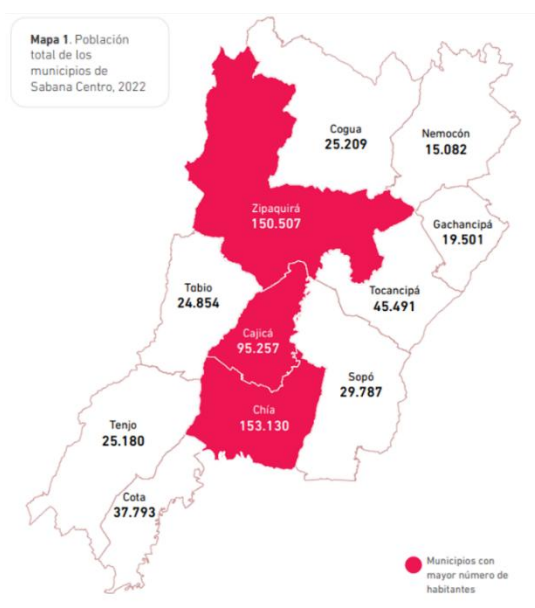 Mapa 1. Población
total de los
municipios de
Sabana Centro, 2022
Cogua
25.209
Nemocón
15.082
Zipaquirá
150.507
Gachancipá
19.501
Tobio
24.854
Tocancipá
45.491
Cajicá
95.257
Sopó
29.787
Chía
153.130
Tenjo
25.180
Cota
37.793
Municipios con
mayor número de
habitantes